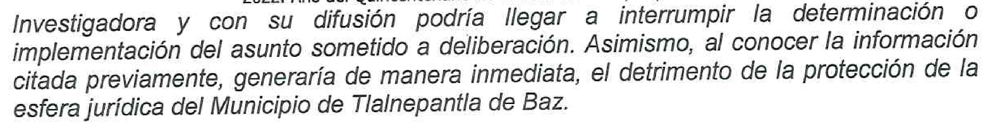 Investigadora y con su difusión podría llegar a interrumpir la determinación o
implementación del asunto sometido a deliberación. Asimismo, al conocer la información
citada previamente, generaría de manera inmediata, el detrimento de la protección de la
esfera jurídica del Municipio de Tlalnepantla de Baz.